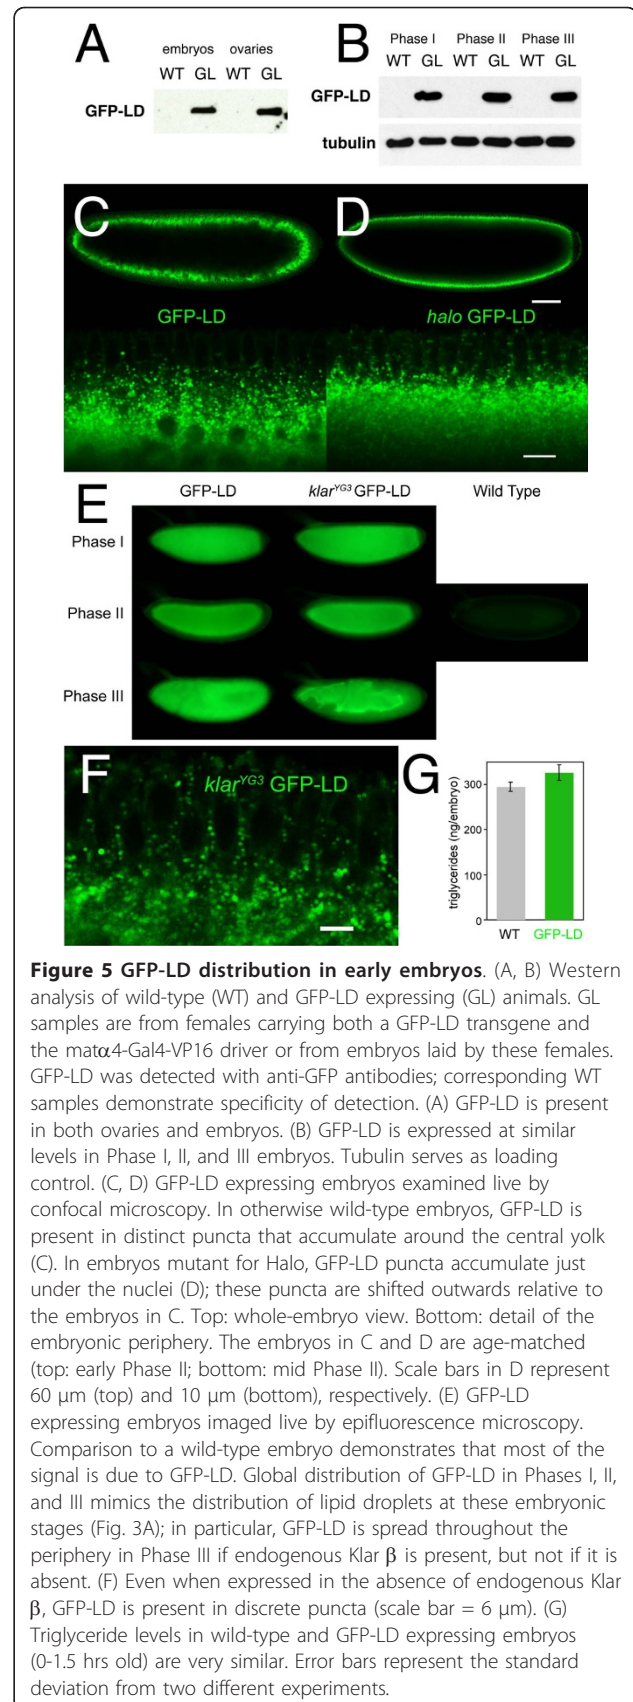 A
embryos ovaries
WT GL WT GL
GFP-LD
B
Phase I Phase II Phase III
WT GL WT GL WT GL
GFP-LD
tubulin
C
GFP-LD
D
halo GFP-LD
E
GFP-LD klarYG3 GFP-LD Wild Type
Phase I
Phase II
Phase III
F
klarYG3 GFP-LD
G
triglycerides (ng/embryo)
300
200
100
0
WT GFP-LD
Figure 5 GFP-LD distribution in early embryos. (A, B) Western
analysis of wild-type (WT) and GFP-LD expressing (GL) animals. GL
samples are from females carrying both a GFP-LD transgene and
the matα4-Gal4-VP16 driver or from embryos laid by these females.
GFP-LD was detected with anti-GFP antibodies; corresponding WT
samples demonstrate specificity of detection. (A) GFP-LD is present
in both ovaries and embryos. (B) GFP-LD is expressed at similar
levels in Phase I, II, and III embryos. Tubulin serves as loading
control. (C, D) GFP-LD expressing embryos examined live by
confocal microscopy. In otherwise wild-type embryos, GFP-LD is
present in distinct puncta that accumulate around the central yolk
(C). In embryos mutant for Halo, GFP-LD puncta accumulate just
under the nuclei (D); these puncta are shifted outwards relative to
the embryos in C. Top: whole-embryo view. Bottom: detail of the
embryonic periphery. The embryos in C and D are age-matched
(top: early Phase II; bottom: mid Phase II). Scale bars in D represent
60 μm (top) and 10 μm (bottom), respectively. (E) GFP-LD
expressing embryos imaged live by epifluorescence microscopy.
Comparison to a wild-type embryo demonstrates that most of the
signal is due to GFP-LD. Global distribution of GFP-LD in Phases I, II,
and III mimics the distribution of lipid droplets at these embryonic
stages (Fig. 3A); in particular, GFP-LD is spread throughout the
periphery in Phase III if endogenous Klar β is present, but not if it is
absent. (F) Even when expressed in the absence of endogenous Klar
β, GFP-LD is present in discrete puncta (scale bar = 6 μm). (G)
Triglyceride levels in wild-type and GFP-LD expressing embryos
(0-1.5 hrs old) are very similar. Error bars represent the standard
deviation from two different experiments.